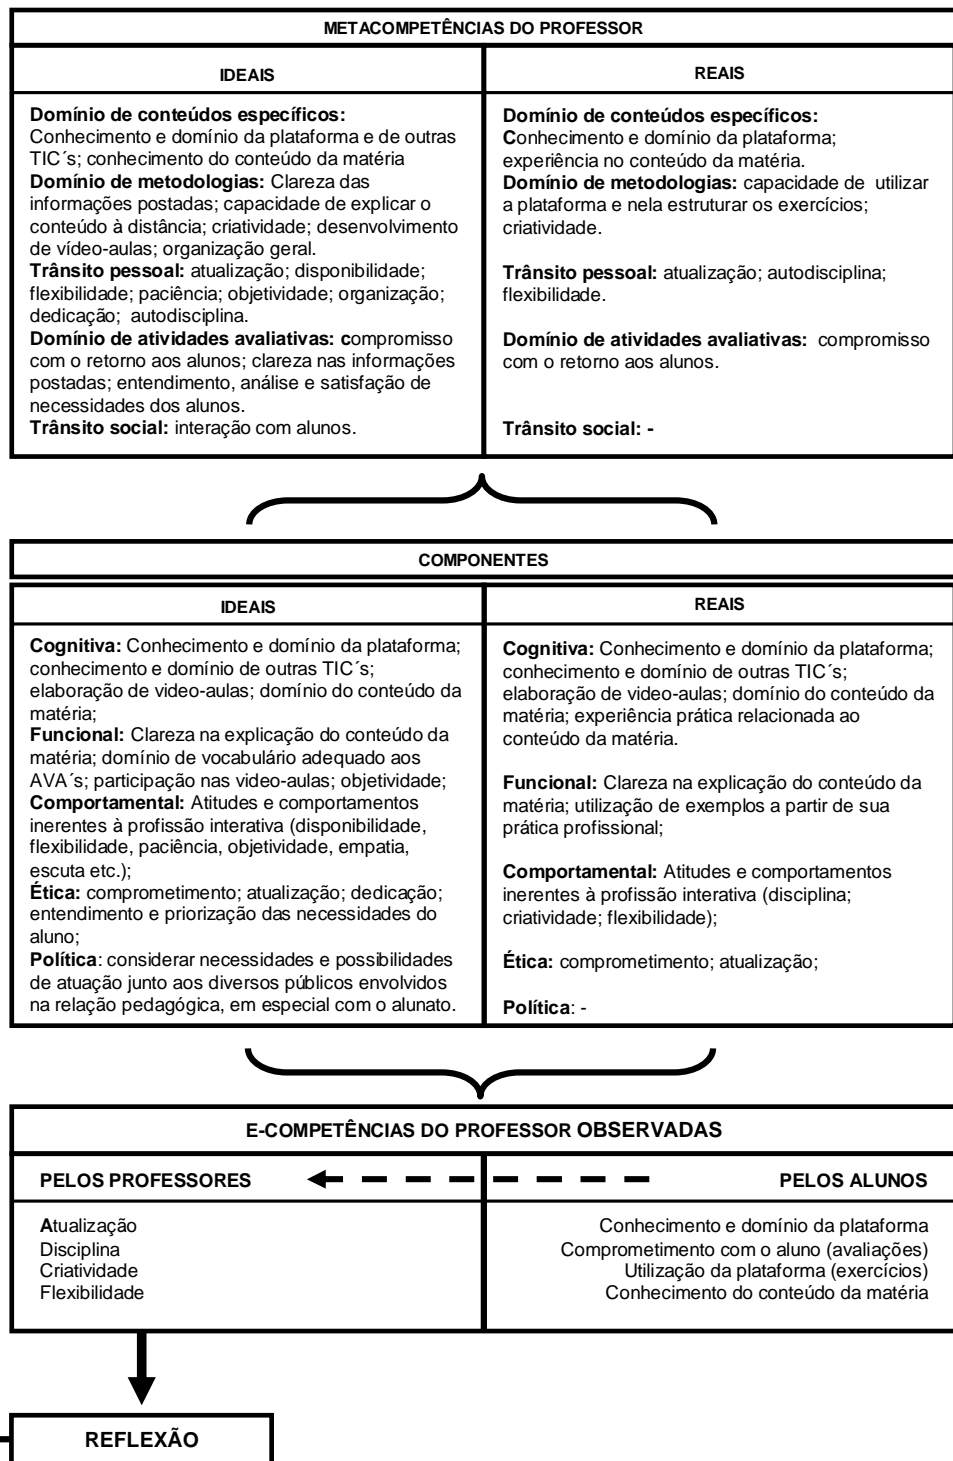 METACOMPETÊNCIAS DO PROFESSOR
IDEAIS
Domínio de conteúdos específicos:
Conhecimento e domínio da plataforma e de outras
TIC´s; conhecimento do conteúdo da matéria
Domínio de metodologias: Clareza das
informações postadas; capacidade de explicar o
conteúdo à distância; criatividade; desenvolvimento
de vídeo-aulas; organização geral.
Trânsito pessoal: atualização; disponibilidade;
flexibilidade; paciência; objetividade; organização;
dedicação; autodisciplina.
Domínio de atividades avaliativas: compromisso
com o retorno aos alunos; clareza nas informações
postadas; entendimento, análise e satisfação de
necessidades dos alunos.
Trânsito social: interação com alunos.
REAIS
Domínio de conteúdos específicos:
Conhecimento e domínio da plataforma;
experiência no conteúdo da matéria.
Domínio de metodologias: capacidade de utilizar
a plataforma e nela estruturar os exercícios;
criatividade.
Trânsito pessoal: atualização; autodisciplina;
flexibilidade.
Domínio de atividades avaliativas: compromisso
com o retorno aos alunos.
Trânsito social: -
COMPONENTES
IDEAIS
Cognitiva: Conhecimento e domínio da plataforma;
conhecimento e domínio de outras TIC´s;
elaboração de video-aulas; domínio do conteúdo da
matéria;
Funcional: Clareza na explicação do conteúdo da
matéria; domínio de vocabulário adequado aos
AVA´s; participação nas video-aulas; objetividade;
Comportamental: Atitudes e comportamentos
inerentes à profissão interativa (disponibilidade,
flexibilidade, paciência, objetividade, empatia,
escuta etc.);
Ética: comprometimento; atualização; dedicação;
entendimento e priorização das necessidades do
aluno;
Política: considerar necessidades e possibilidades
de atuação junto aos diversos públicos envolvidos
na relação pedagógica, em especial com o alunato.
REAIS
Cognitiva: Conhecimento e domínio da plataforma;
conhecimento e domínio de outras TIC´s;
elaboração de video-aulas; domínio do conteúdo da
matéria; experiência prática relacionada ao
conteúdo da matéria.
Funcional: Clareza na explicação do conteúdo da
matéria; utilização de exemplos a partir de sua
prática profissional;
Comportamental: Atitudes e comportamentos
inerentes à profissão interativa (disciplina;
criatividade; flexibilidade);
Ética: comprometimento; atualização;
Política: -
E-COMPETÊNCIAS DO PROFESSOR OBSERVADAS
PELOS PROFESSORES
Atualização
Disciplina
Criatividade
Flexibilidade
PELOS ALUNOS
Conhecimento e domínio da plataforma
Comprometimento com o aluno (avaliações)
Utilização da plataforma (exercícios)
Conhecimento do conteúdo da matéria
REFLEXÃO